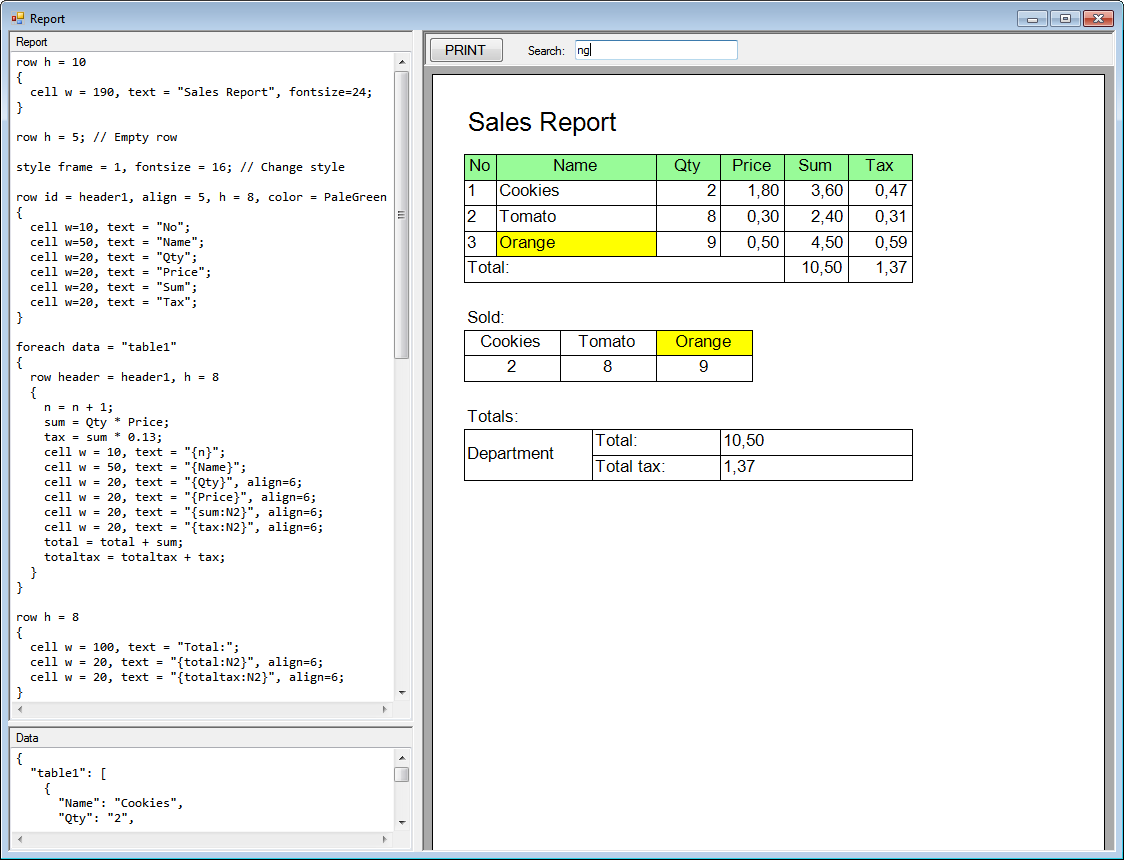 Report
Report
row h = 10
{
  cell w = 190, text = "Sales Report", fontsize=24;
}
row h = 5; // Empty row
style frame = 1, fontsize = 16; // Change style
row id = header1, align = 5, h = 8, color = PaleGreen
{
  cell w=10, text = "No";
  cell w=50, text = "Name";
  cell w=20, text = "Qty";
  cell w=20, text = "Price";
  cell w=20, text = "Sum";
  cell w=20, text = "Tax";
}
foreach data = "table1"
{
  row header = header1, h = 8
  {
    n = n + 1;
    sum = Qty * Price;
    tax = sum * 0.13;
    cell w = 10, text = "{n}";
    cell w = 50, text = "{Name}";
    cell w = 20, text = "{Qty}", align=6;
    cell w = 20, text = "{Price}", align=6;
    cell w = 20, text = "{sum:N2}", align=6;
    cell w = 20, text = "{tax:N2}", align=6;
    total = total + sum;
    totaltax = totaltax + tax;
  }
}
row h = 8
{
  cell w = 100, text = "Total:";
  cell w = 20, text = "{total:N2}", align=6;
  cell w = 20, text = "{totaltax:N2}", align=6;
}
Data
{
  "table1": [
    {
      "Name": "Cookies",
      "Qty": "2",
PRINT Search: ng
Sales Report
No Name Qty Price Sum Tax
1 Cookies 2 1,80 3,60 0,47
2 Tomato 8 0,30 2,40 0,31
3 Orange 9 0,50 4,50 0,59
Total: 10,50 1,37
Sold:
Cookies Tomato Orange
2 8 9
Totals:
Department Total: 10,50
Total tax: 1,37